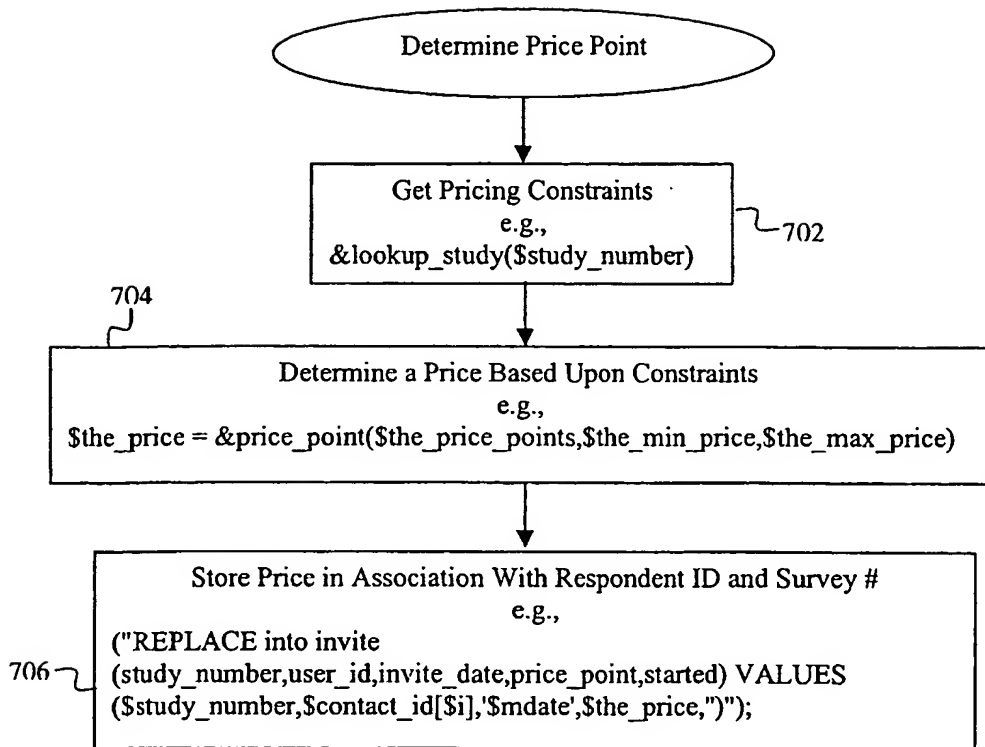 Determine Price Point
Get Pricing Constraints
e.g.,
&lookup_study($study_number)
702
704
Determine a Price Based Upon Constraints
e.g.,
$the_price = &price_point($the_price_points,$the_min_price,$the_max_price)
Store Price in Association With Respondent ID and Survey #
e.g.,
("REPLACE into invite
706
(study_number,user_id,invite_date,price_point,started) VALUES
($study_number,$contact_id[$i],'$mdate',$the_price,'')");